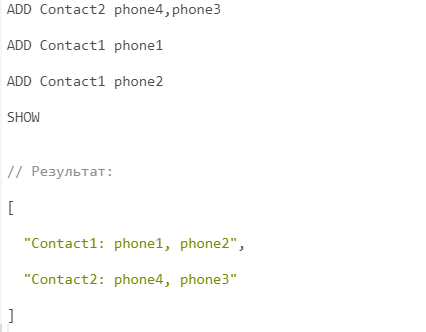 ADD Contact2 phone4,phone3
ADD Contact1 phone1
ADD Contact1 phone2
SHOW
// Результат:
[
"Contact1: phone1, phone2",
"Contact2: phone4, phone3"
]